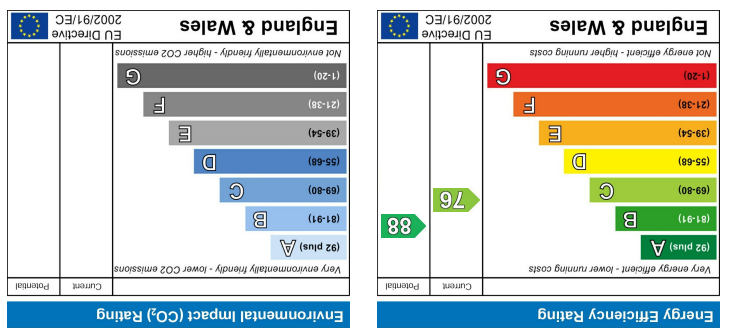 Energy Efficiency Rating
Current Potential
Very energy efficient - lower running costs
(92 plus) A
(81-91) B
88
(69-80) C
76
(55-68) D
(39-54) E
(21-38) F
(1-20) G
Not energy efficient - higher running costs
England & Wales
EU Directive
2002/91/EC
Environmental Impact (CO₂) Rating
Current Potential
Very environmentally friendly - lower CO2 emissions
(92 plus) A
(81-91) B
(69-80) C
(55-68) D
(39-54) E
(21-38) F
(1-20) G
Not environmentally friendly - higher CO2 emissions
England & Wales
EU Directive
2002/91/EC